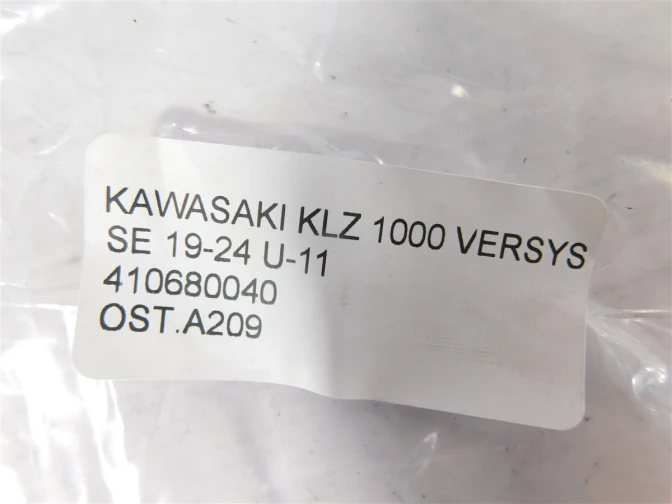 KAWASAKI KLZ 1000 VERSYS
SE 19-24 U-11
410680040
OST.A209